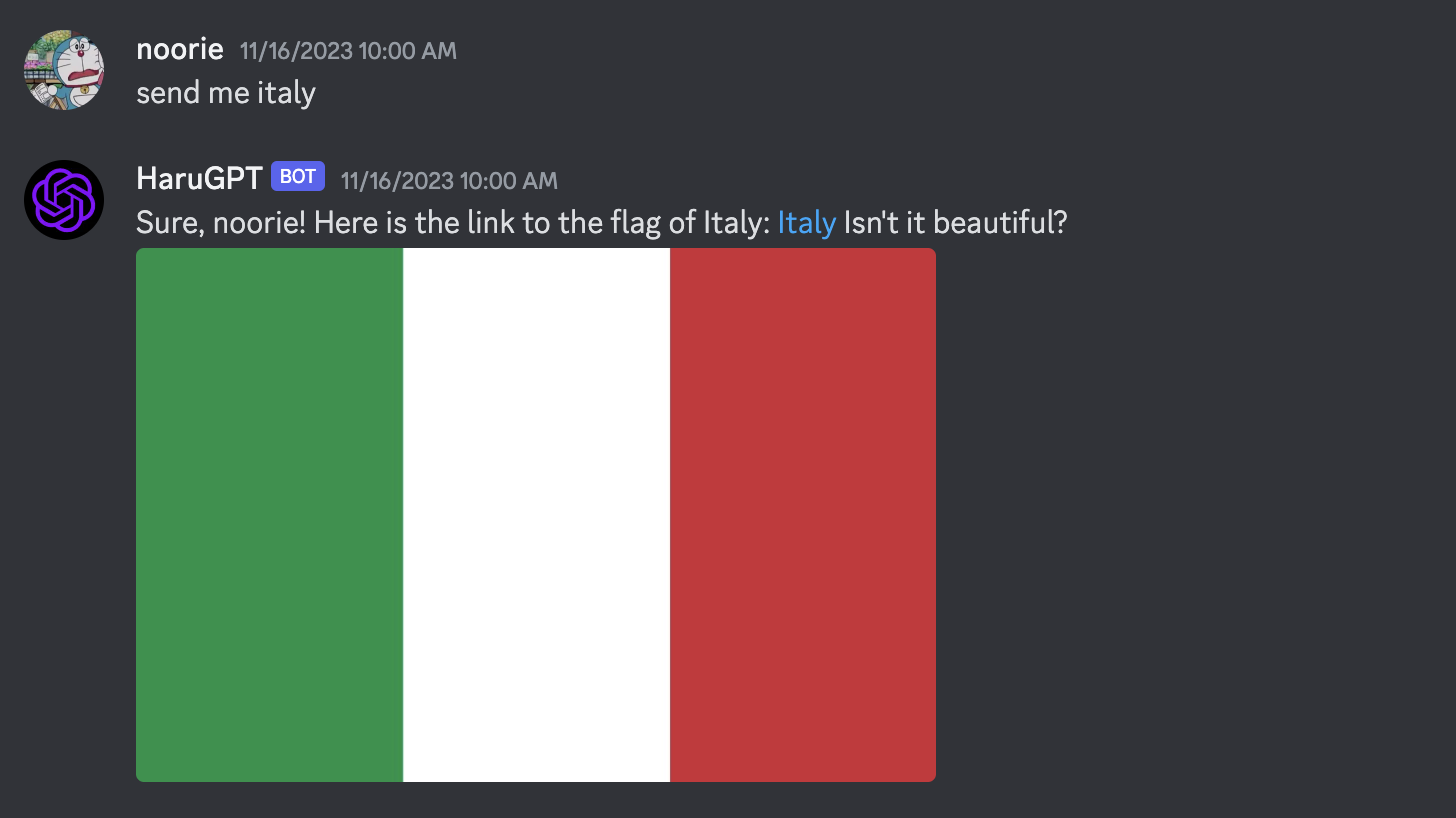 noorie 11/16/2023 10:00 AM
send me italy
HaruGPT BOT 11/16/2023 10:00 AM
Sure, noorie! Here is the link to the flag of Italy: Italy Isn't it beautiful?